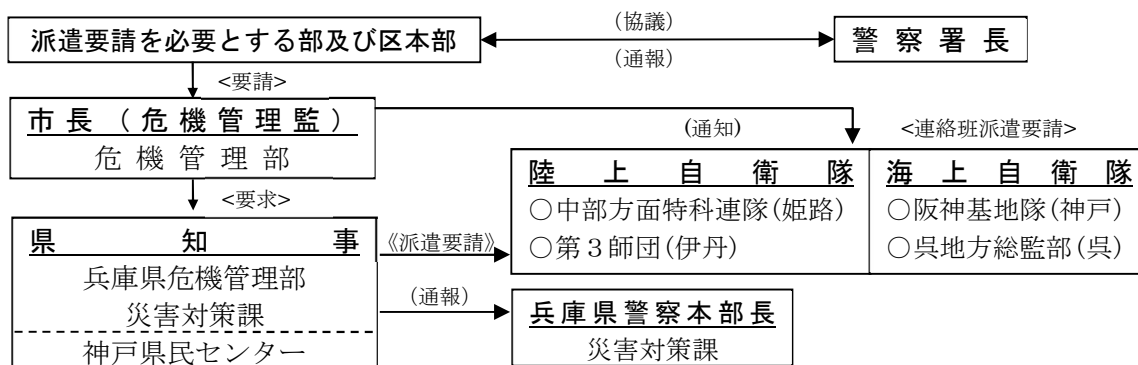 派遣要請を必要とする部及び区本部
（協議）
（通報）
警察署長
<要請>
市長（危機管理監）
危機管理部
(通知)
<連絡班派遣要請>
<要求>
陸上自衛隊
○中部方面特科連隊(姫路)
○第３師団(伊丹)
海上自衛隊
○阪神基地隊(神戸)
○呉地方総監部(呉)
県知事
兵庫県危機管理部
災害対策課
神戸県民センター
《派遣要請》
（通報）
兵庫県警察本部長
災害対策課